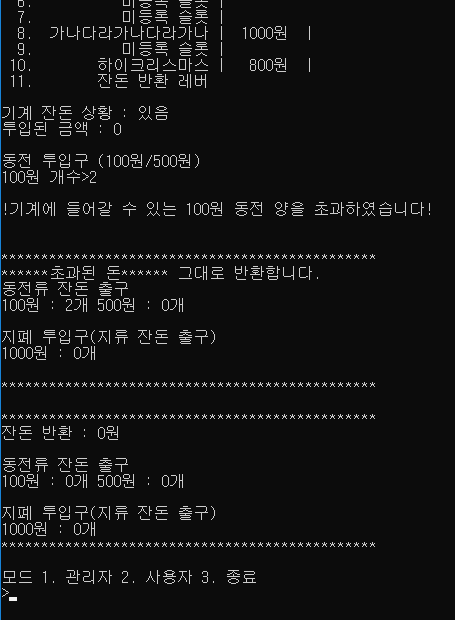 6. 미등록 슬롯 |
7. 미등록 슬롯 |
8. 가나다라가나다라가나 | 1000원 |
9. 미등록 슬롯 |
10. 하이크리스마스 | 800원 |
11. 잔돈 반환 레버
기계 잔돈 상황 : 있음
투입된 금액 : 0
동전 투입구 (100원/500원)
100원 개수>2
!기계에 들어갈 수 있는 100원 동전 양을 초과하였습니다!
***********************************************
******초과된 돈****** 그대로 반환합니다.
동전류 잔돈 출구
100원 : 2개 500원 : 0개
지폐 투입구(지류 잔돈 출구)
1000원 : 0개
***********************************************
***********************************************
잔돈 반환 : 0원
동전류 잔돈 출구
100원 : 0개 500원 : 0개
지폐 투입구(지류 잔돈 출구)
1000원 : 0개
***********************************************
모드 1. 관리자 2. 사용자 3. 종료
>